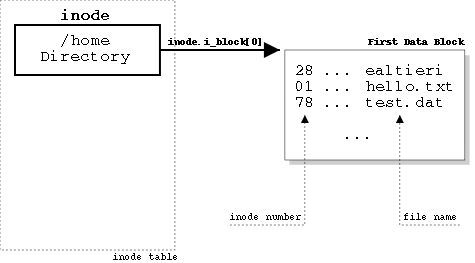 inode
/home
Directory
inode.i_block[0]
First Data Block
28 ... ealtieri
01 ... hello.txt
78 ... test.dat
...
inode number
file name
inode table